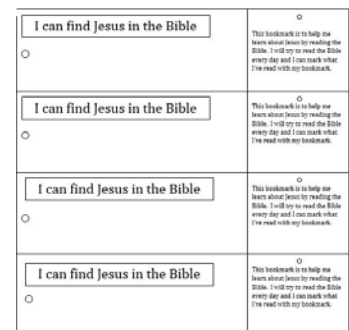 I can find Jesus in the Bible
This bookmark is to help me
learn about Jesus by reading the
Bible. I will try to read the Bible
every day and I can mark what
I've read with my bookmark.
I can find Jesus in the Bible
This bookmark is to help me
learn about Jesus by reading the
Bible. I will try to read the Bible
every day and I can mark what
I've read with my bookmark.
I can find Jesus in the Bible
This bookmark is to help me
learn about Jesus by reading the
Bible. I will try to read the Bible
every day and I can mark what
I've read with my bookmark.
I can find Jesus in the Bible
This bookmark is to help me
learn about Jesus by reading the
Bible. I will try to read the Bible
every day and I can mark what
I've read with my bookmark.